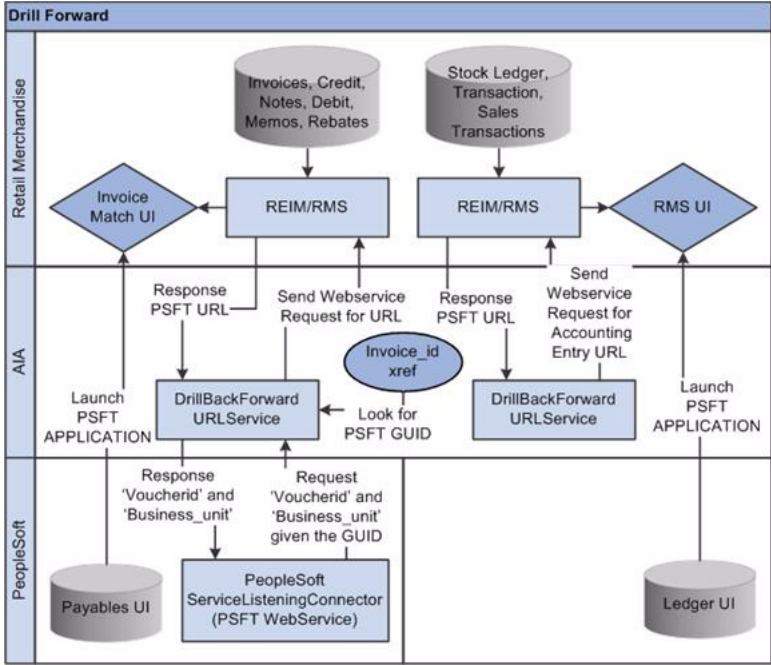 Drill Forward
Retail Merchandise
Invoices, Credit,
Notes, Debit,
Memos, Rebates
Stock Ledger,
Transaction,
Sales
Transactions
Invoice
Match UI
REIM/RMS
REIM/RMS
RMS UI
AIA
Response
PSFT URL
Send Webservice
Request for URL
Response
PSFT URL
Send
Webservice
Request for
Accounting
Entry URL
Invoice_id
xref
Launch
PSFT
APPLICATION
DrillBackForward
URLService
Look for
PSFT GUID
DrillBackForward
URLService
Launch
PSFT
APPLICATION
PeopleSoft
Response
'Voucherid' and
'Business_unit'
Request
'Voucherid' and
'Business_unit'
given the GUID
Payables UI
PeopleSoft
ServiceListeningConnector
(PSFT WebService)
Ledger UI